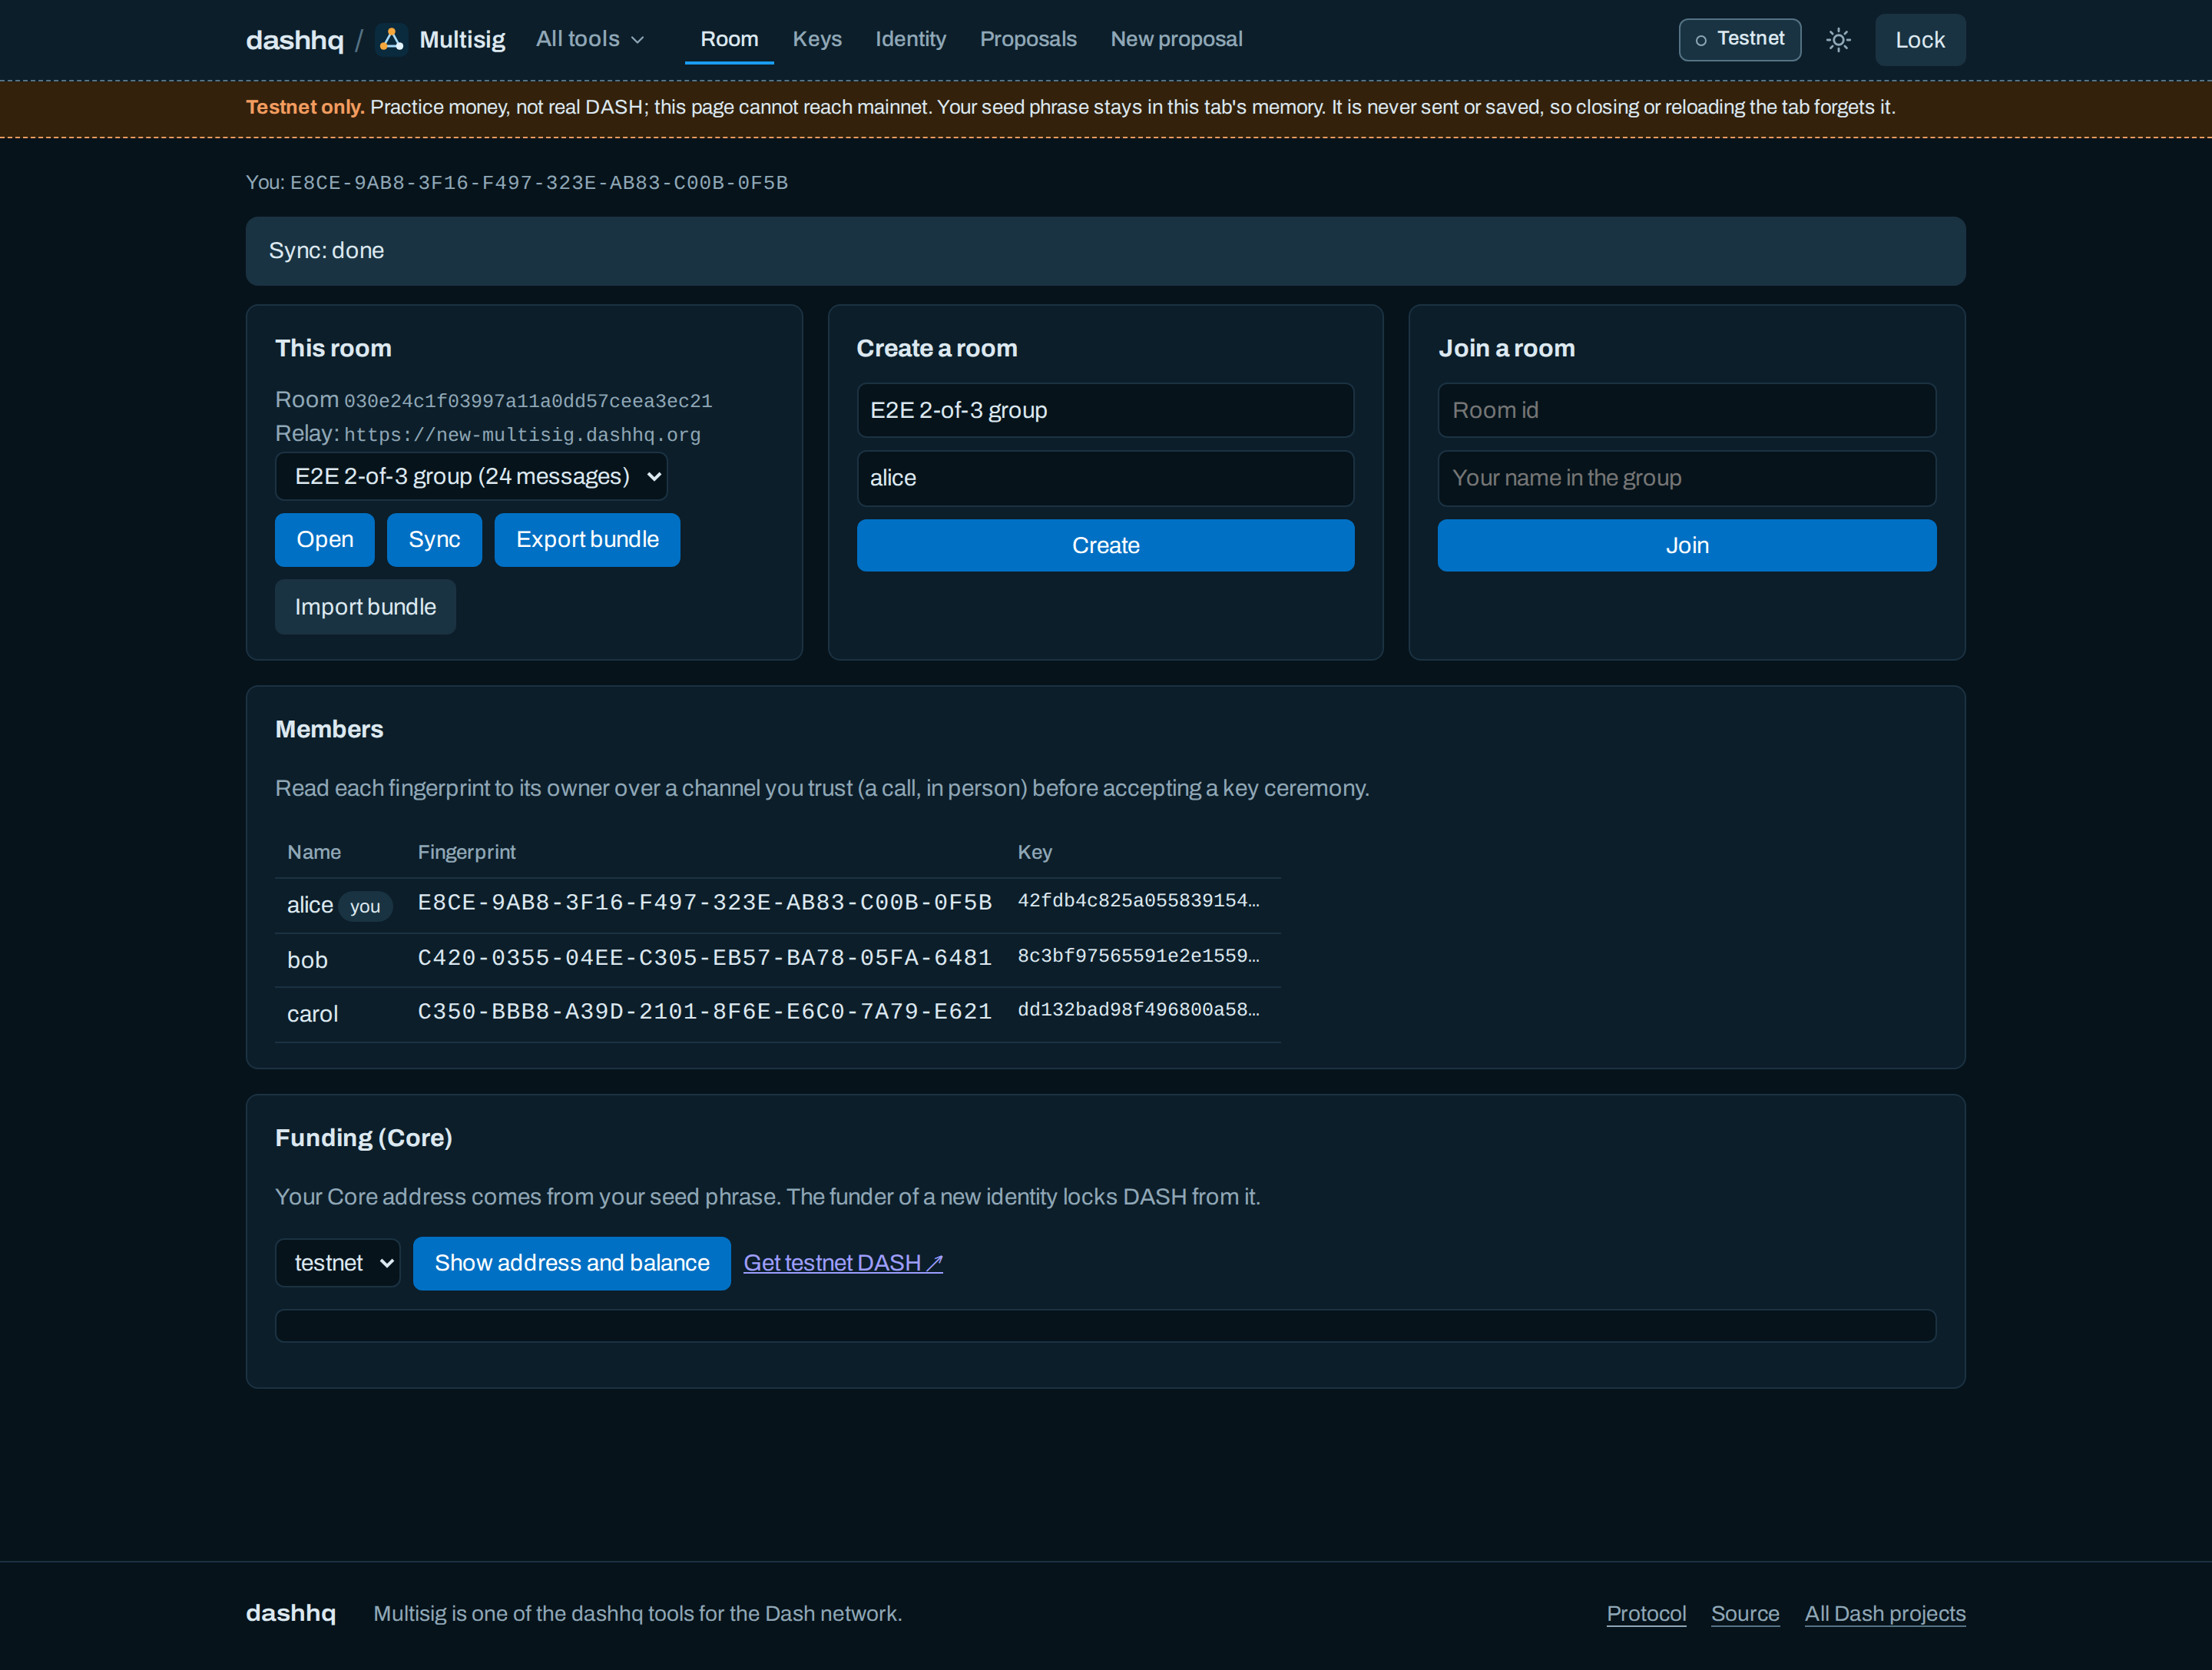 dashhq / Multisig All tools Room Keys Identity Proposals New proposal Testnet Lock
Testnet only. Practice money, not real DASH; this page cannot reach mainnet. Your seed phrase stays in this tab's memory. It is never sent or saved, so closing or reloading the tab forgets it.
You: E8CE-9AB8-3F16-F497-323E-AB83-C00B-0F5B
Sync: done
This room
Room 030e24c1f03997a11a0dd57ceea3ec21
Relay: https://new-multisig.dashhq.org
E2E 2-of-3 group (24 messages)
Open Sync Export bundle
Import bundle
Create a room
E2E 2-of-3 group
alice
Create
Join a room
Room id
Your name in the group
Join
Members
Read each fingerprint to its owner over a channel you trust (a call, in person) before accepting a key ceremony.
Name Fingerprint Key
alice you E8CE-9AB8-3F16-F497-323E-AB83-C00B-0F5B 42fdb4c825a055839154…
bob C420-0355-04EE-C305-EB57-BA78-05FA-6481 8c3bf97565591e2e1559…
carol C350-BBB8-A39D-2101-8F6E-E6C0-7A79-E621 dd132bad98f496800a58…
Funding (Core)
Your Core address comes from your seed phrase. The funder of a new identity locks DASH from it.
testnet Show address and balance Get testnet DASH ↗
dashhq Multisig is one of the dashhq tools for the Dash network. Protocol Source All Dash projects